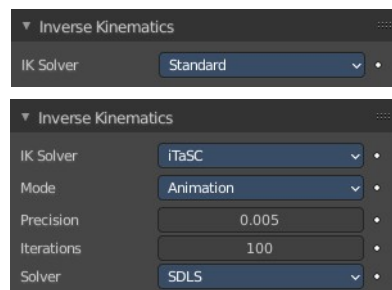 Inverse Kinematics
IK Solver Standard
Inverse Kinematics
IK Solver iTaSC
Mode Animation
Precision 0.005
Iterations 100
Solver SDLS